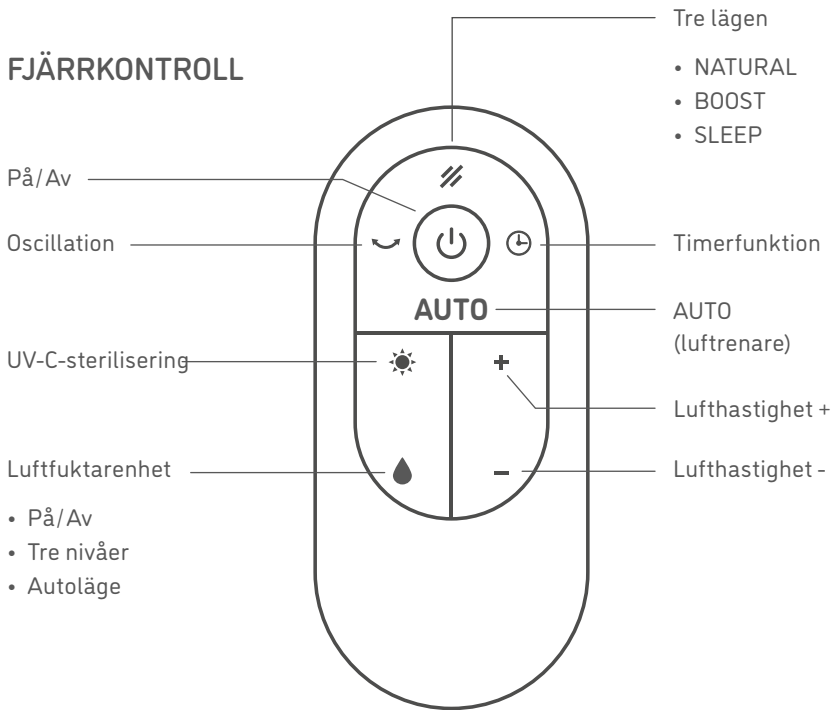 FJÄRRKONTROLL
Tre lägen
• NATURAL
• BOOST
• SLEEP
På/Av
Oscillation
Timerfunktion
AUTO
AUTO
(luftrenare)
UV-C-sterilisering
Lufthastighet +
Luftfuktarenhet
• På/Av
• Tre nivåer
• Autoläge
Lufthastighet -